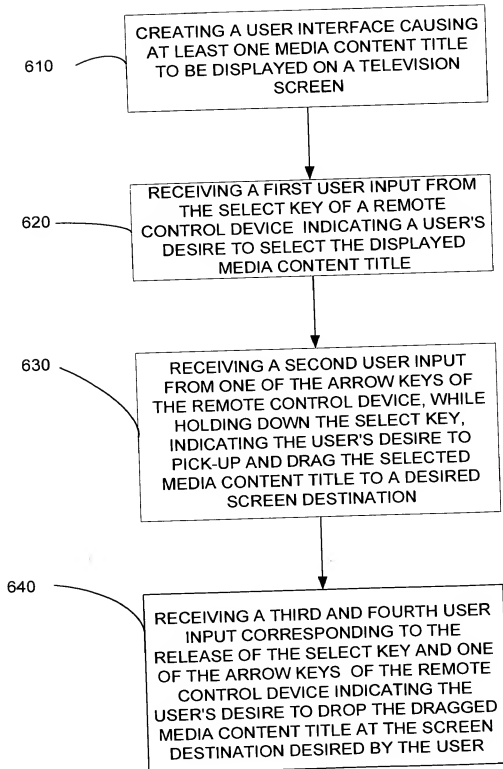 610
CREATING A USER INTERFACE CAUSING
AT LEAST ONE MEDIA CONTENT TITLE
TO BE DISPLAYED ON A TELEVISION
SCREEN
620
RECEIVING A FIRST USER INPUT FROM
THE SELECT KEY OF A REMOTE
CONTROL DEVICE INDICATING A USER'S
DESIRE TO SELECT THE DISPLAYED
MEDIA CONTENT TITLE
630
RECEIVING A SECOND USER INPUT
FROM ONE OF THE ARROW KEYS OF
THE REMOTE CONTROL DEVICE, WHILE
HOLDING DOWN THE SELECT KEY,
INDICATING THE USER'S DESIRE TO
PICK-UP AND DRAG THE SELECTED
MEDIA CONTENT TITLE TO A DESIRED
SCREEN DESTINATION
640
RECEIVING A THIRD AND FOURTH USER
INPUT CORRESPONDING TO THE
RELEASE OF THE SELECT KEY AND ONE
OF THE ARROW KEYS OF THE REMOTE
CONTROL DEVICE INDICATING THE
USER'S DESIRE TO DROP THE DRAGGED
MEDIA CONTENT TITLE AT THE SCREEN
DESTINATION DESIRED BY THE USER